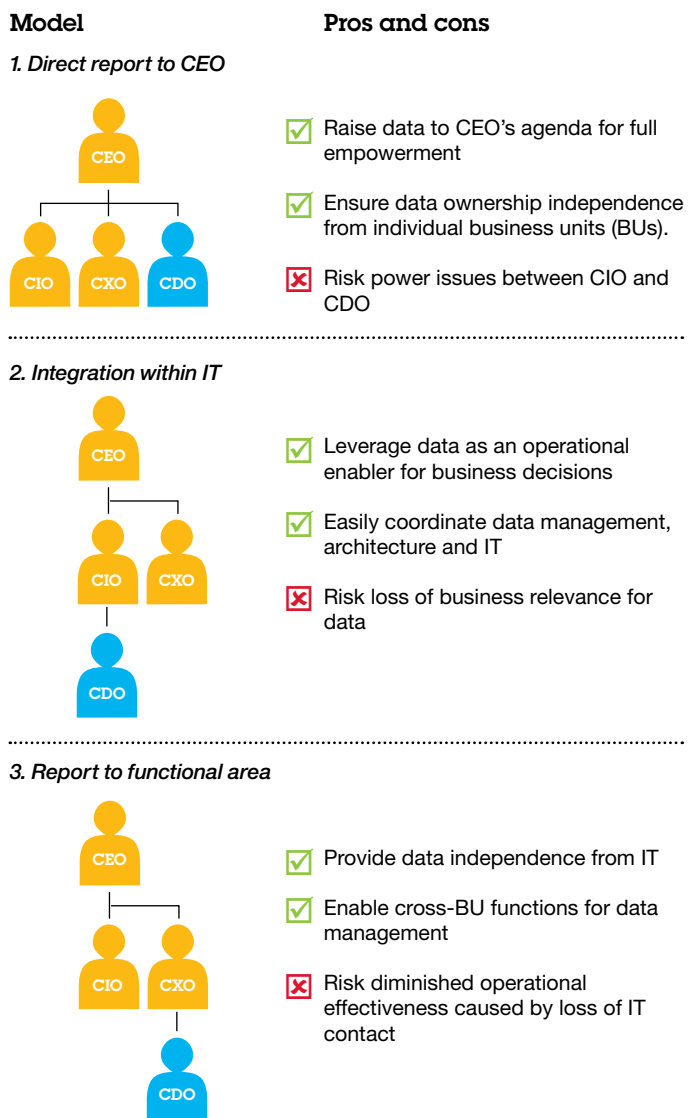 Model
Pros and cons
1. Direct report to CEO
CEO
CIO
CXO
CDO
Raise data to CEO’s agenda for full
empowerment
Ensure data ownership independence
from individual business units (BUs).
Risk power issues between CIO and
CDO
2. Integration within IT
CEO
CIO
CXO
CDO
Leverage data as an operational
enabler for business decisions
Easily coordinate data management,
architecture and IT
Risk loss of business relevance for
data
3. Report to functional area
CEO
CIO
CXO
CDO
Provide data independence from IT
Enable cross-BU functions for data
management
Risk diminished operational
effectiveness caused by loss of IT
contact